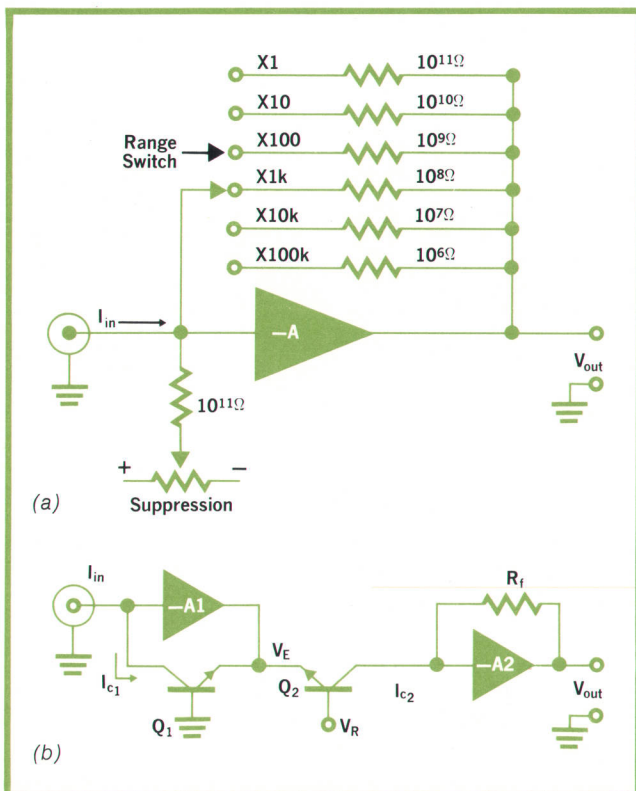 X1 10¹¹Ω
X10 10¹⁰Ω
Range
Switch
X100 10⁹Ω
X1k 10⁸Ω
X10k 10⁷Ω
X100k 10⁶Ω
Iin
—A
Vout
10¹¹Ω
+ −
Suppression
(a)
Iin
—A1
Rf
VE
—A2
Ic1
Q1
Q2
Ic2
VR
Vout
(b)